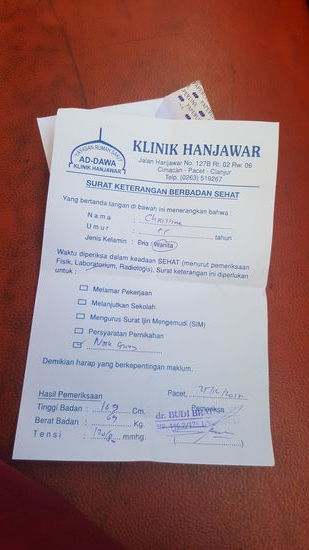 YAYASAN RUMAH SAKIT
AD-DAWA
KLINIK HANJAWAR
KLINIK HANJAWAR
Jalan Hanjawar No. 127B Rt. 02 Rw. 06
Cimacan - Pacet - Cianjur
Telp. (0263) 519267
SURAT KETERANGAN BERBADAN SEHAT
Yang bertanda tangan di bawah ini menerangkan bahwa :
Nama : Christine
Umur : tahun
Jenis Kelamin : Pria Wanita
Waktu diperiksa dalam keadaan SEHAT (menurut pemeriksaan
Fisik, Laboratorium, Radiologis). Surat keterangan ini diperlukan
untuk :
Melamar Pekerjaan
Melanjutkan Sekolah
Mengurus Surat Ijin Mengemudi (SIM)
Persyaratan Pernikahan
Naik Gunung
Demikian harap yang berkepentingan maklum.
Hasil Pemeriksaan
Tinggi Badan : 169 Cm.
Berat Badan : 69 Kg.
Tensi : mmhg.
Pacet,
Pemeriksa
dr. BUDI